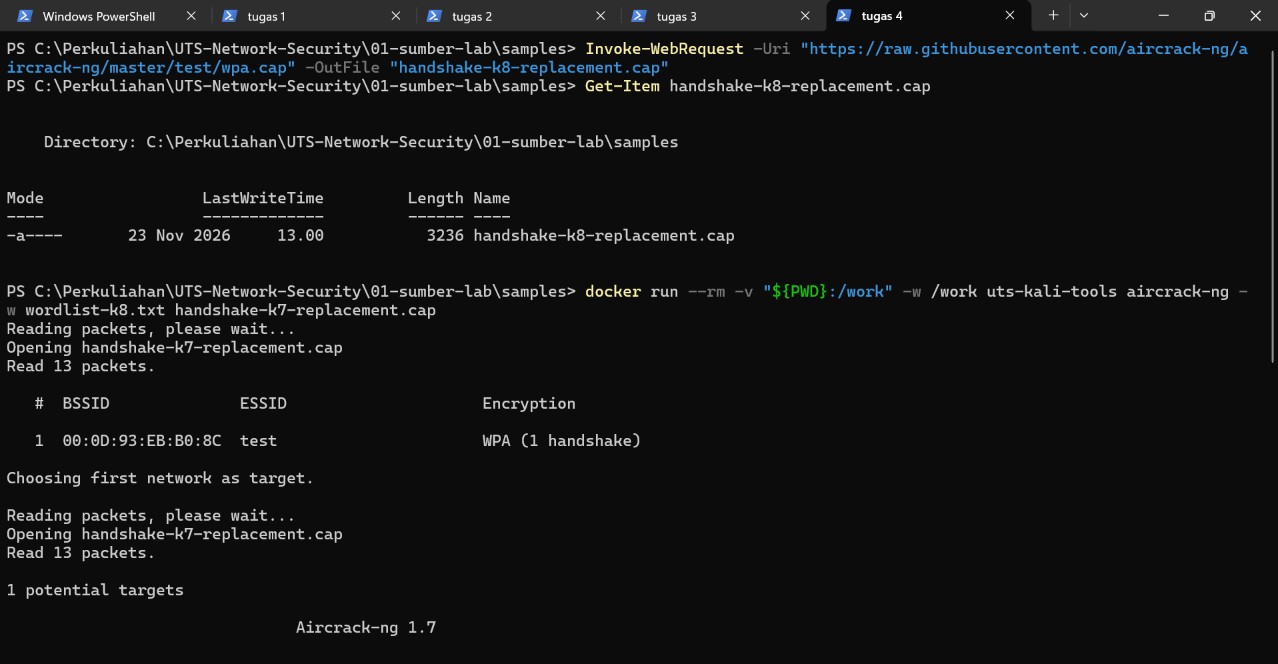 Windows PowerShell
tugas 1
tugas 2
tugas 3
tugas 4
PS C:\Perkuliahan\UTS-Network-Security\01-sumber-lab\samples> Invoke-WebRequest -Uri "https://raw.githubusercontent.com/aircrack-ng/a
ircrack-ng/master/test/wpa.cap" -OutFile "handshake-k8-replacement.cap"
PS C:\Perkuliahan\UTS-Network-Security\01-sumber-lab\samples> Get-Item handshake-k8-replacement.cap
Directory: C:\Perkuliahan\UTS-Network-Security\01-sumber-lab\samples
Mode LastWriteTime Length Name
---- ------------- ------ ----
-a---- 23 Nov 2026 13.00 3236 handshake-k8-replacement.cap
PS C:\Perkuliahan\UTS-Network-Security\01-sumber-lab\samples> docker run --rm -v "${PWD}:/work" -w /work uts-kali-tools aircrack-ng -
w wordlist-k8.txt handshake-k7-replacement.cap
Reading packets, please wait...
Opening handshake-k7-replacement.cap
Read 13 packets.
# BSSID ESSID Encryption
1 00:0D:93:EB:B0:8C test WPA (1 handshake)
Choosing first network as target.
Reading packets, please wait...
Opening handshake-k7-replacement.cap
Read 13 packets.
1 potential targets
Aircrack-ng 1.7